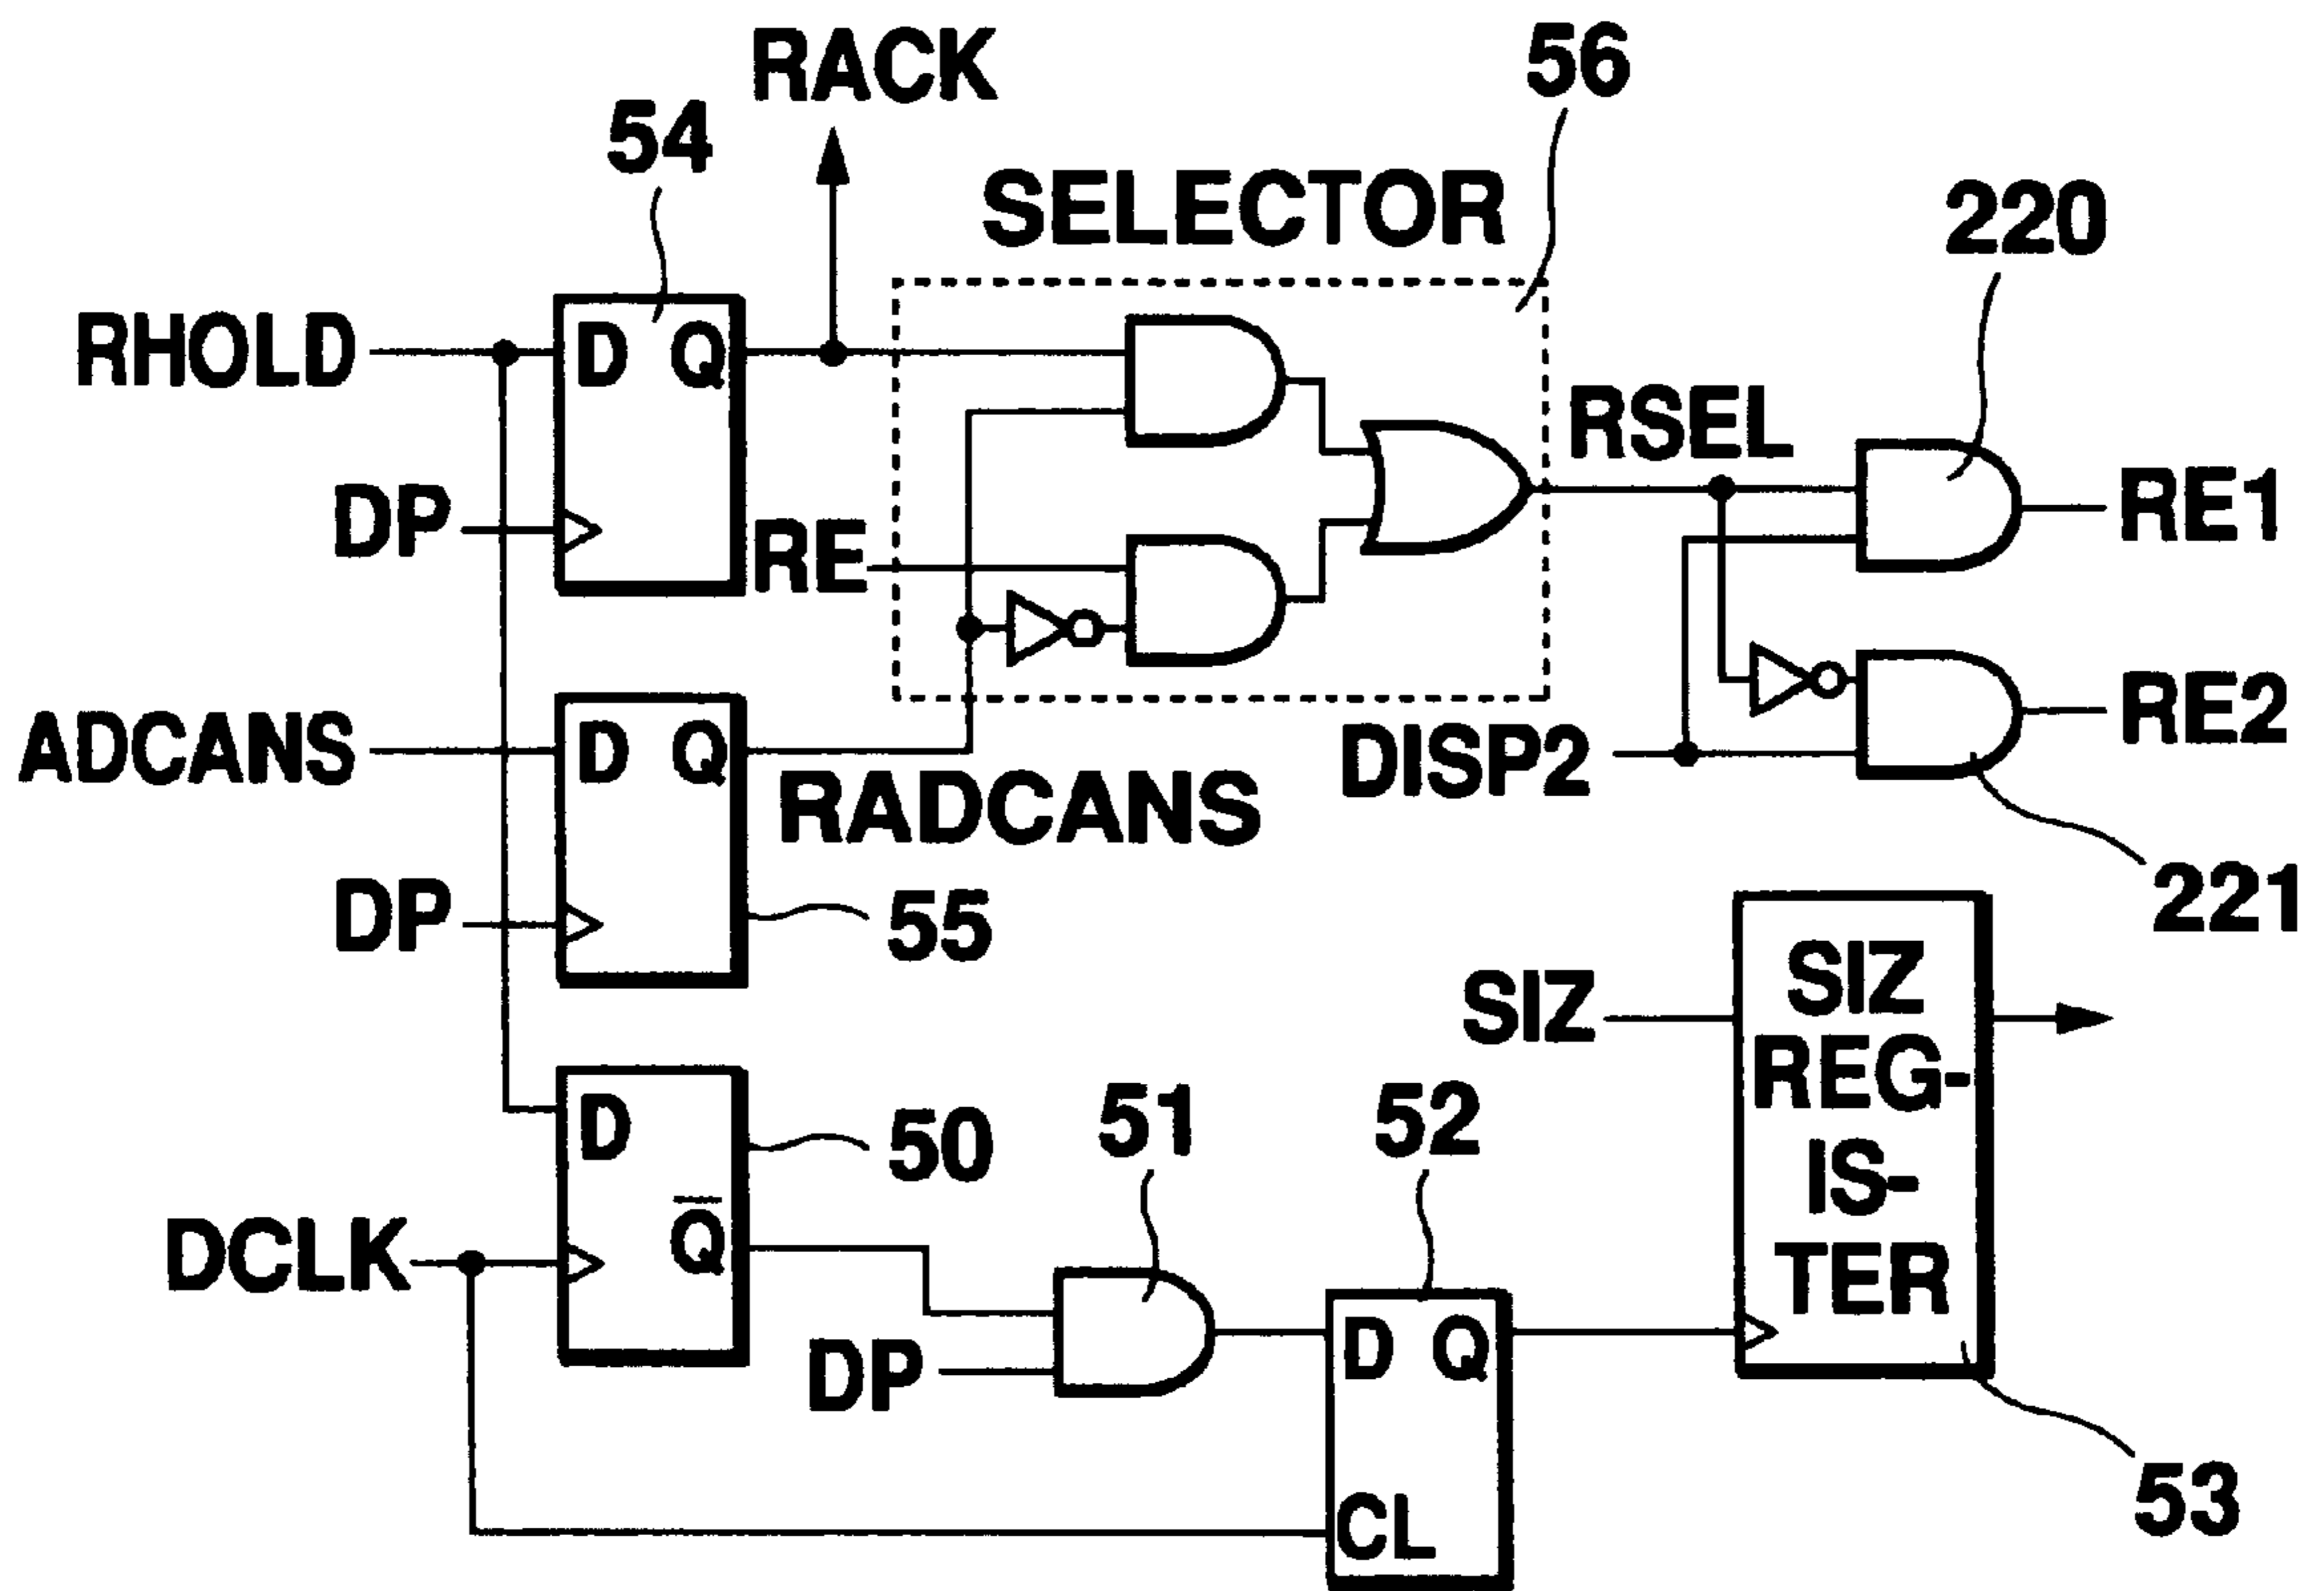 RACK
56
54
SELECTOR
220
RHOLD
D Q
RSEL
DP
RE
RE1
ADCANS
D Q
DISP2
RE2
RADCANS
DP
55
221
SIZ
SIZ
REG-
IS-
TER
D
50
51
52
DCLK
Q̅
DP
D Q
CL
53